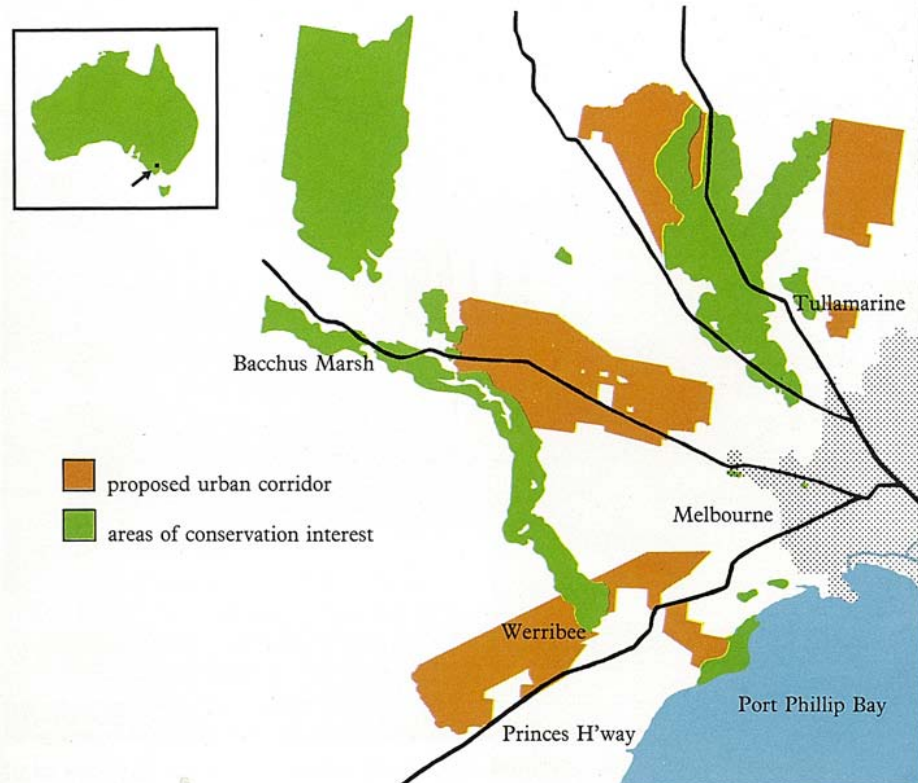 Tullamarine
Bacchus Marsh
proposed urban corridor
Melbourne
areas of conservation interest
Werribee
Port Phillip Bay
Princes H'way